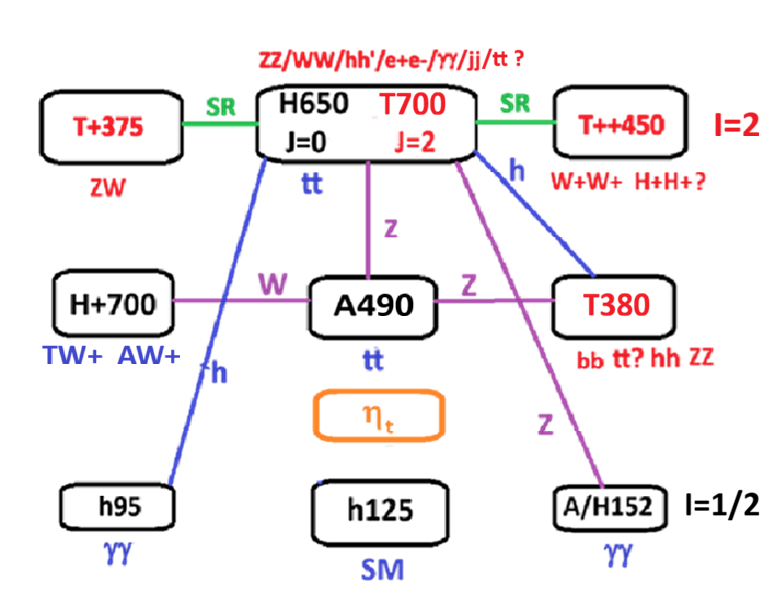 ZZ/WW/hh'/e+e-/γγ/jj/tt ?
T+375
SR
H650 T700
J=0 J=2
SR
T++450
I=2
ZW
tt
h
W+W+ H+H+?
Z
H+700
W
A490
Z
T380
TW+ AW+
h
tt
bb tt? hh ZZ
ηt
Z
h95
h125
A/H152
I=1/2
γγ
SM
γγ